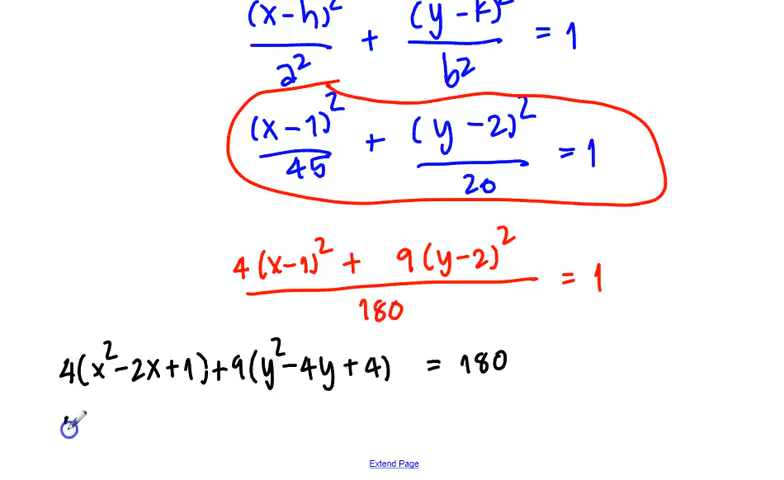 (x-h)²/a² + (y-k)²/b² = 1
(x-1)²/45 + (y-2)²/20 = 1
4(x-1)² + 9(y-2)²/180 = 1
4(x²-2x+1)+9(y²-4y+4) = 180
Extend Page